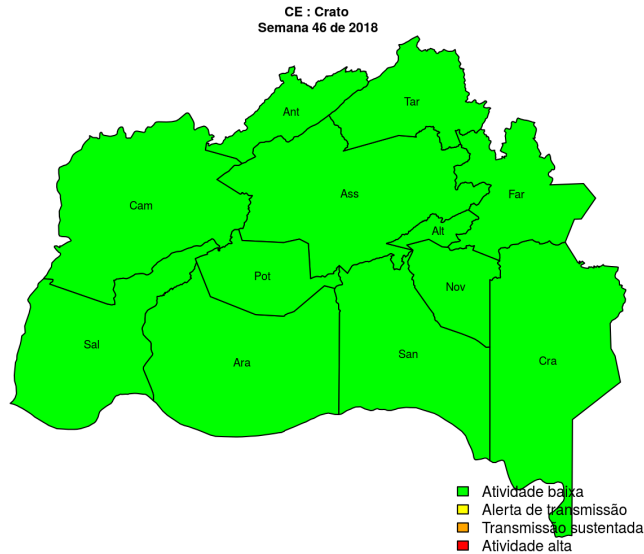 CE : Crato
Semana 46 de 2018
Tar
Ant
Ass
Far
Cam
Alt
Pot
Nov
Sal
San
Cra
Ara
Atividade baixa
Alerta de transmissão
Transmissão sustentada
Atividade alta